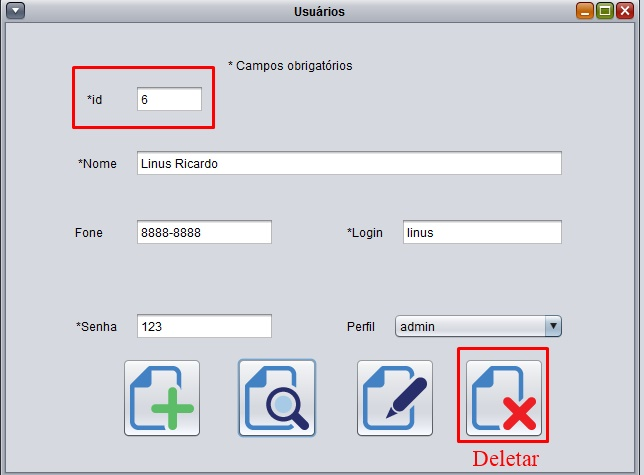 Usuários
* Campos obrigatórios
*id 6
*Nome Linus Ricardo
Fone 8888-8888 *Login linus
*Senha 123 Perfil admin
Deletar